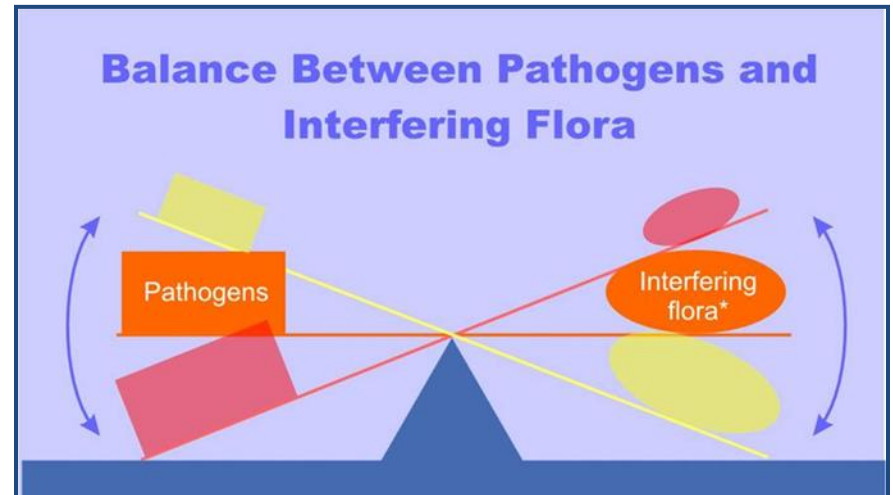 Balance Between Pathogens and
Interfering Flora
Pathogens
Interfering
flora*